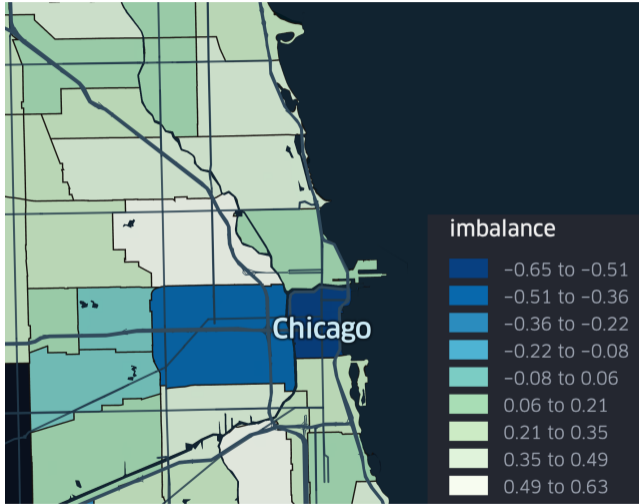 imbalance
-0.65 to -0.51
-0.51 to -0.36
-0.36 to -0.22
-0.22 to -0.08
-0.08 to 0.06
0.06 to 0.21
0.21 to 0.35
0.35 to 0.49
0.49 to 0.63
Chicago